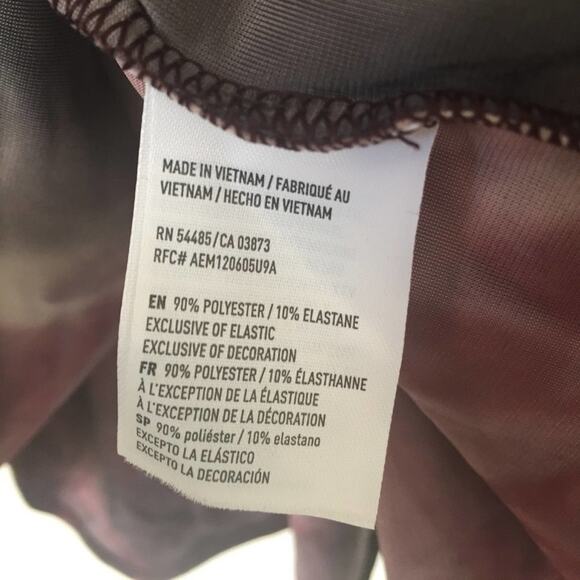 MADE IN VIETNAM / FABRIQUÉ AU
VIETNAM / HECHO EN VIETNAM
RN 54485/CA 03873
RFC# AEM120605U9A
EN 90% POLYESTER / 10% ELASTANE
EXCLUSIVE OF ELASTIC
EXCLUSIVE OF DECORATION
FR 90% POLYESTER / 10% ÉLASTHANNE
À L'EXCEPTION DE LA ÉLASTIQUE
À L'EXCEPTION DE LA DÉCORATION
SP 90% poliéster / 10% elastano
EXCEPTO LA ELÁSTICO
EXCEPTO LA DECORACIÓN